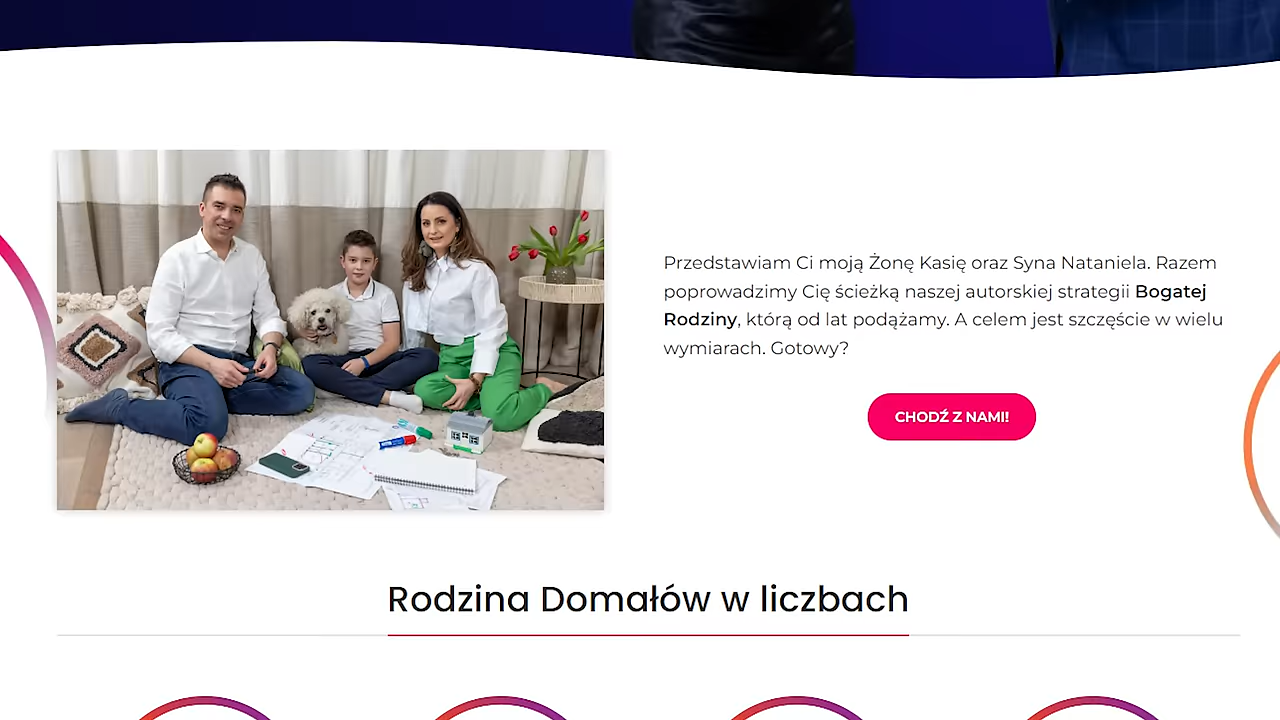 Przedstawiam Ci moją Żonę Kasię oraz Syna Nataniela. Razem
poprowadzimy Cię ścieżką naszej autorskiej strategii Bogatej
Rodziny, którą od lat podążamy. A celem jest szczęście w wielu
wymiarach. Gotowy?
CHODŹ Z NAMI!
Rodzina Domałów w liczbach